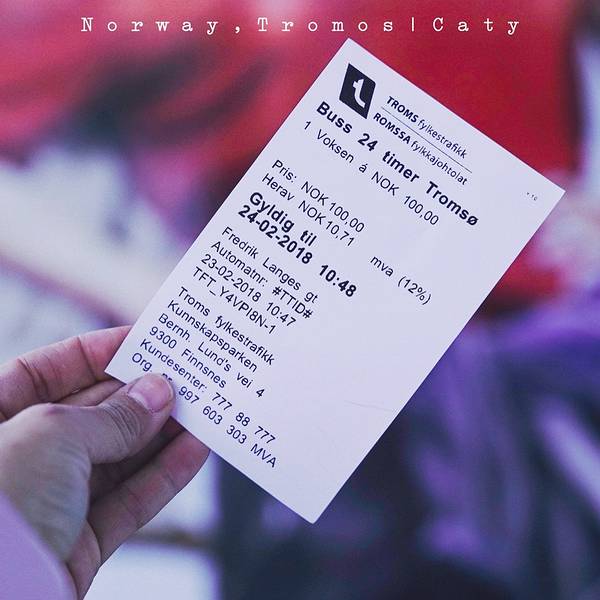 Norway,Tromos|Caty
t
TROMS fylkestrafikk
ROMSSA fylkkajohtolat
Buss 24 timer Tromsø
1 Voksen á NOK 100,00
v.10
Pris: NOK 100,00
Herav NOK 10,71 mva (12%)
Gyldig til
24-02-2018 10:48
Fredrik Langes gt
Automatnr: #TTID#
23-02-2018 10:47
TFT_Y4VPI8N-1
Troms fylkestrafikk
Kunnskapsparken
Bernh. Lund's vei 4
9300 Finnsnes
Kundesenter: 777 88 777
Org. 997 603 303 MVA